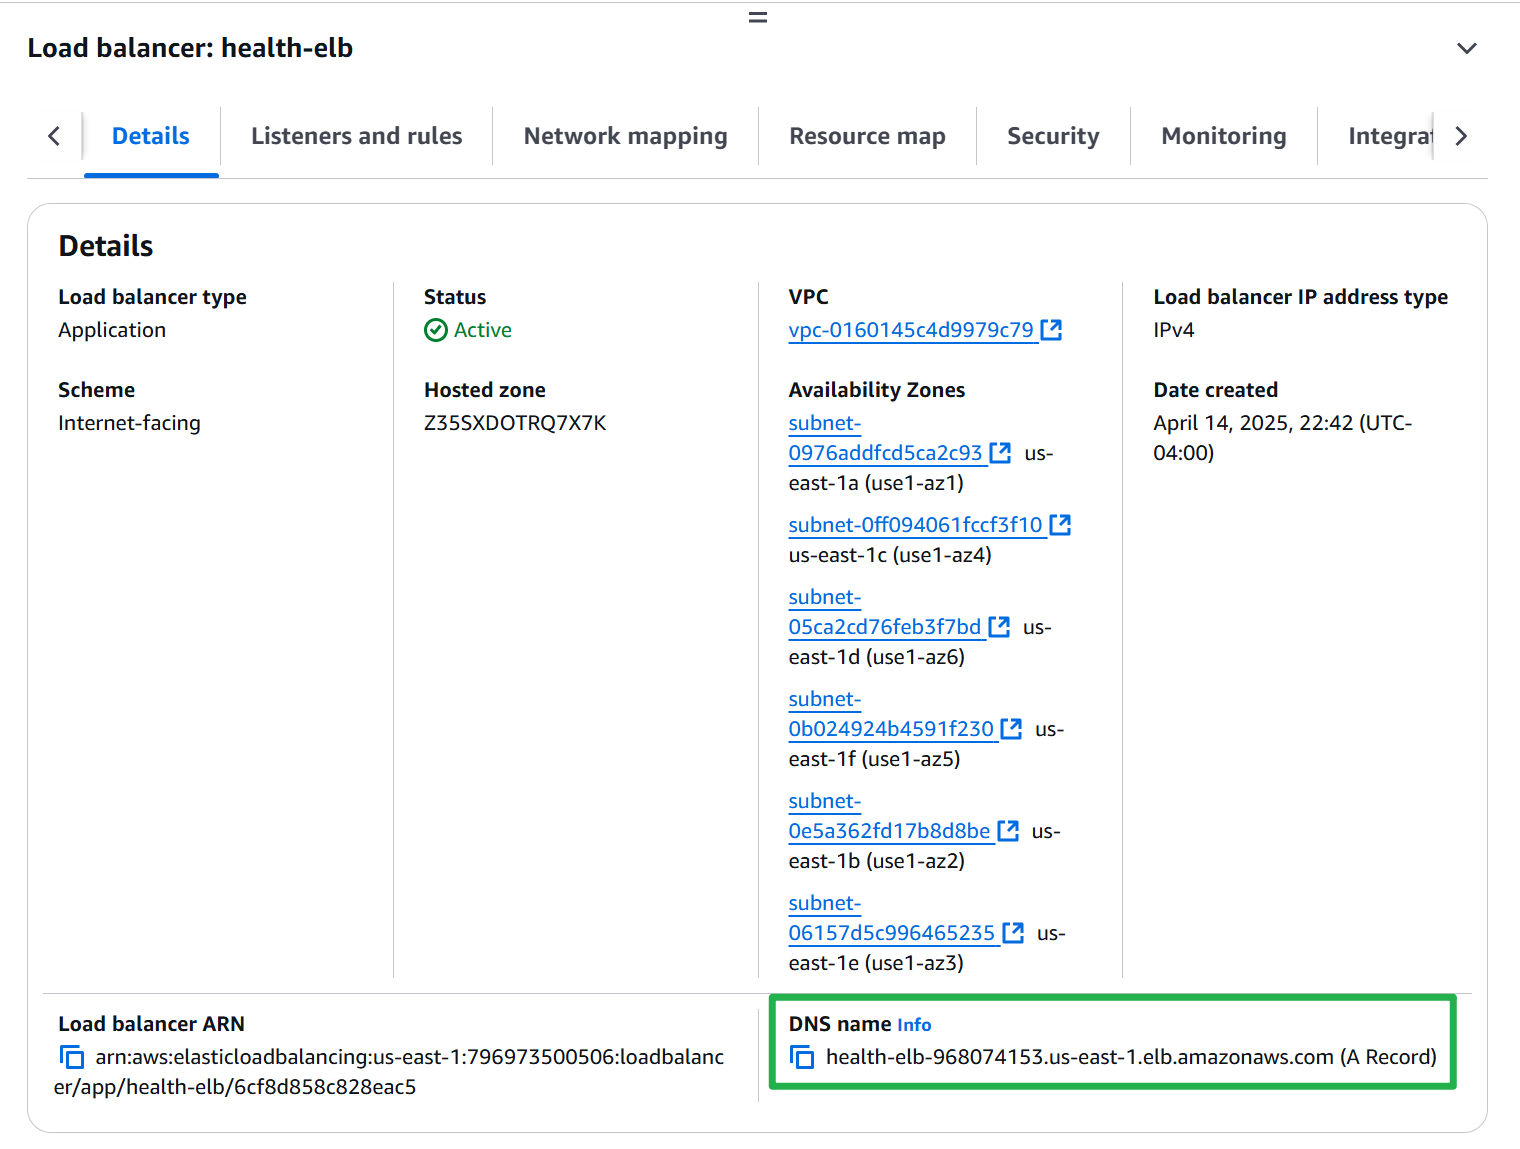 Load balancer: health-elb
Details
Listeners and rules
Network mapping
Resource map
Security
Monitoring
Integrat
Details
Load balancer type
Application
Status
Active
VPC
vpc-0160145c4d9979c79
Load balancer IP address type
IPv4
Scheme
Internet-facing
Hosted zone
Z35SXDOTRQ7X7K
Availability Zones
subnet-
0976addfcd5ca2c93 us-
east-1a (use1-az1)
subnet-0ff094061fccf3f10
us-east-1c (use1-az4)
subnet-
05ca2cd76feb3f7bd us-
east-1d (use1-az6)
subnet-
0b024924b4591f230 us-
east-1f (use1-az5)
subnet-
0e5a362fd17b8d8be us-
east-1b (use1-az2)
subnet-
06157d5c996465235 us-
east-1e (use1-az3)
Date created
April 14, 2025, 22:42 (UTC-
04:00)
Load balancer ARN
arn:aws:elasticloadbalancing:us-east-1:796973500506:loadbalanc
er/app/health-elb/6cf8d858c828eac5
DNS name Info
health-elb-968074153.us-east-1.elb.amazonaws.com (A Record)